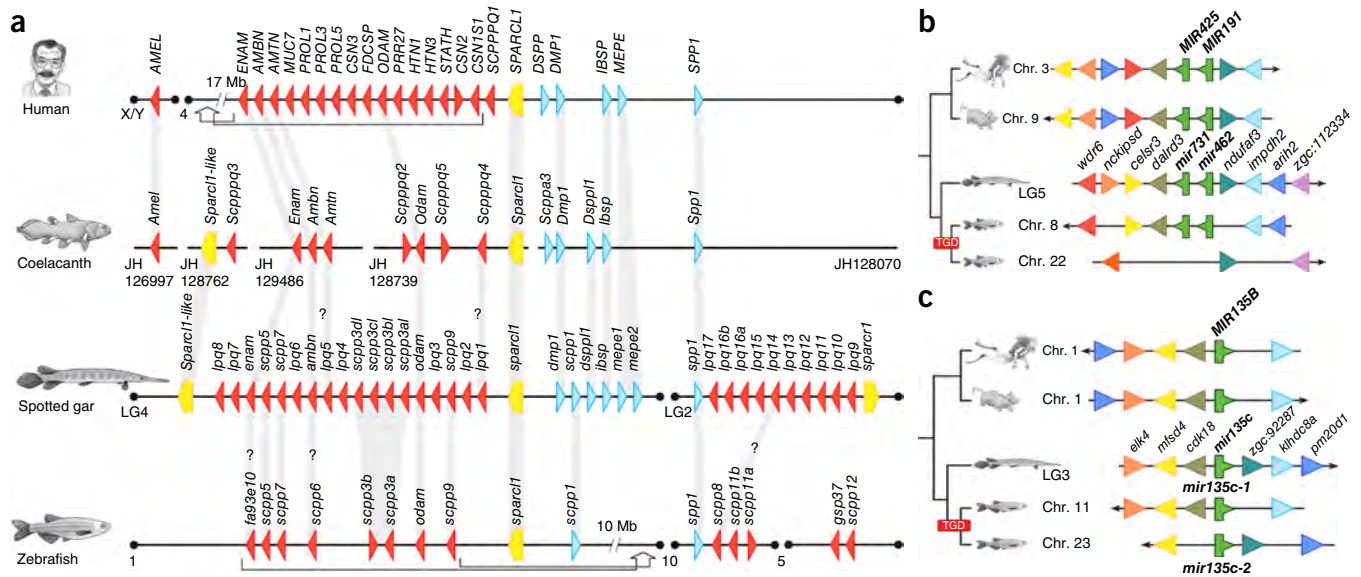 a
AMEL
ENAM
AMBN
AMTN
MUC7
PROL1
PROL3
PROL5
CSN3
FDCSP
ODAM
PRR27
HTN1
HTN3
STATH
CSN2
CSN1S1
SCPPPQ1
SPARCL1
DSPP
DMP1
IBSP
MEPE
SPP1
17 Mb
Human
X/Y
4
Amel
Sparcl1-like
Scpppq3
Enam
Ambn
Amtn
Scpppq2
Odam
Scpppq5
Scpppq4
Sparcl1
Scppa3
Dmp1
Dsppl1
Ibsp
Spp1
Coelacanth
JH
126997
JH
128762
JH
129486
JH
128739
JH128070
?
?
Sparcl1-like
lpq8
lpq7
enam
scpp5
scpp7
lpq6
ambn
lpq5
lpq4
scpp3dl
scpp3cl
scpp3bl
scpp3al
odam
lpq3
scpp9
lpq2
lpq1
sparcl1
dmp1
scpp1
dsppl1
ibsp
mepe1
mepe2
spp1
lpq17
lpq16b
lpq16a
lpq15
lpq14
lpq13
lpq12
lpq11
lpq10
lpq9
sparcr1
Spotted gar
LG4
LG2
?
?
?
fa93e10
scpp5
scpp7
scpp6
scpp3b
scpp3a
odam
scpp9
sparcl1
scpp1
10 Mb
spp1
scpp8
scpp11b
scpp11a
gsp37
scpp12
Zebrafish
1
10
5
b
MIR425
MIR191
Chr. 3
Chr. 9
wdr6
nckipsd
celsr3
dalrd3
mir731
mir462
ndufaf3
impdh2
arih2
zgc:112334
LG5
Chr. 8
TGD
Chr. 22
c
MIR135B
Chr. 1
Chr. 1
elk4
mfsd4
cdk18
mir135c
zgc:92287
klhdc8a
pm20d1
LG3
mir135c-1
Chr. 11
TGD
Chr. 23
mir135c-2